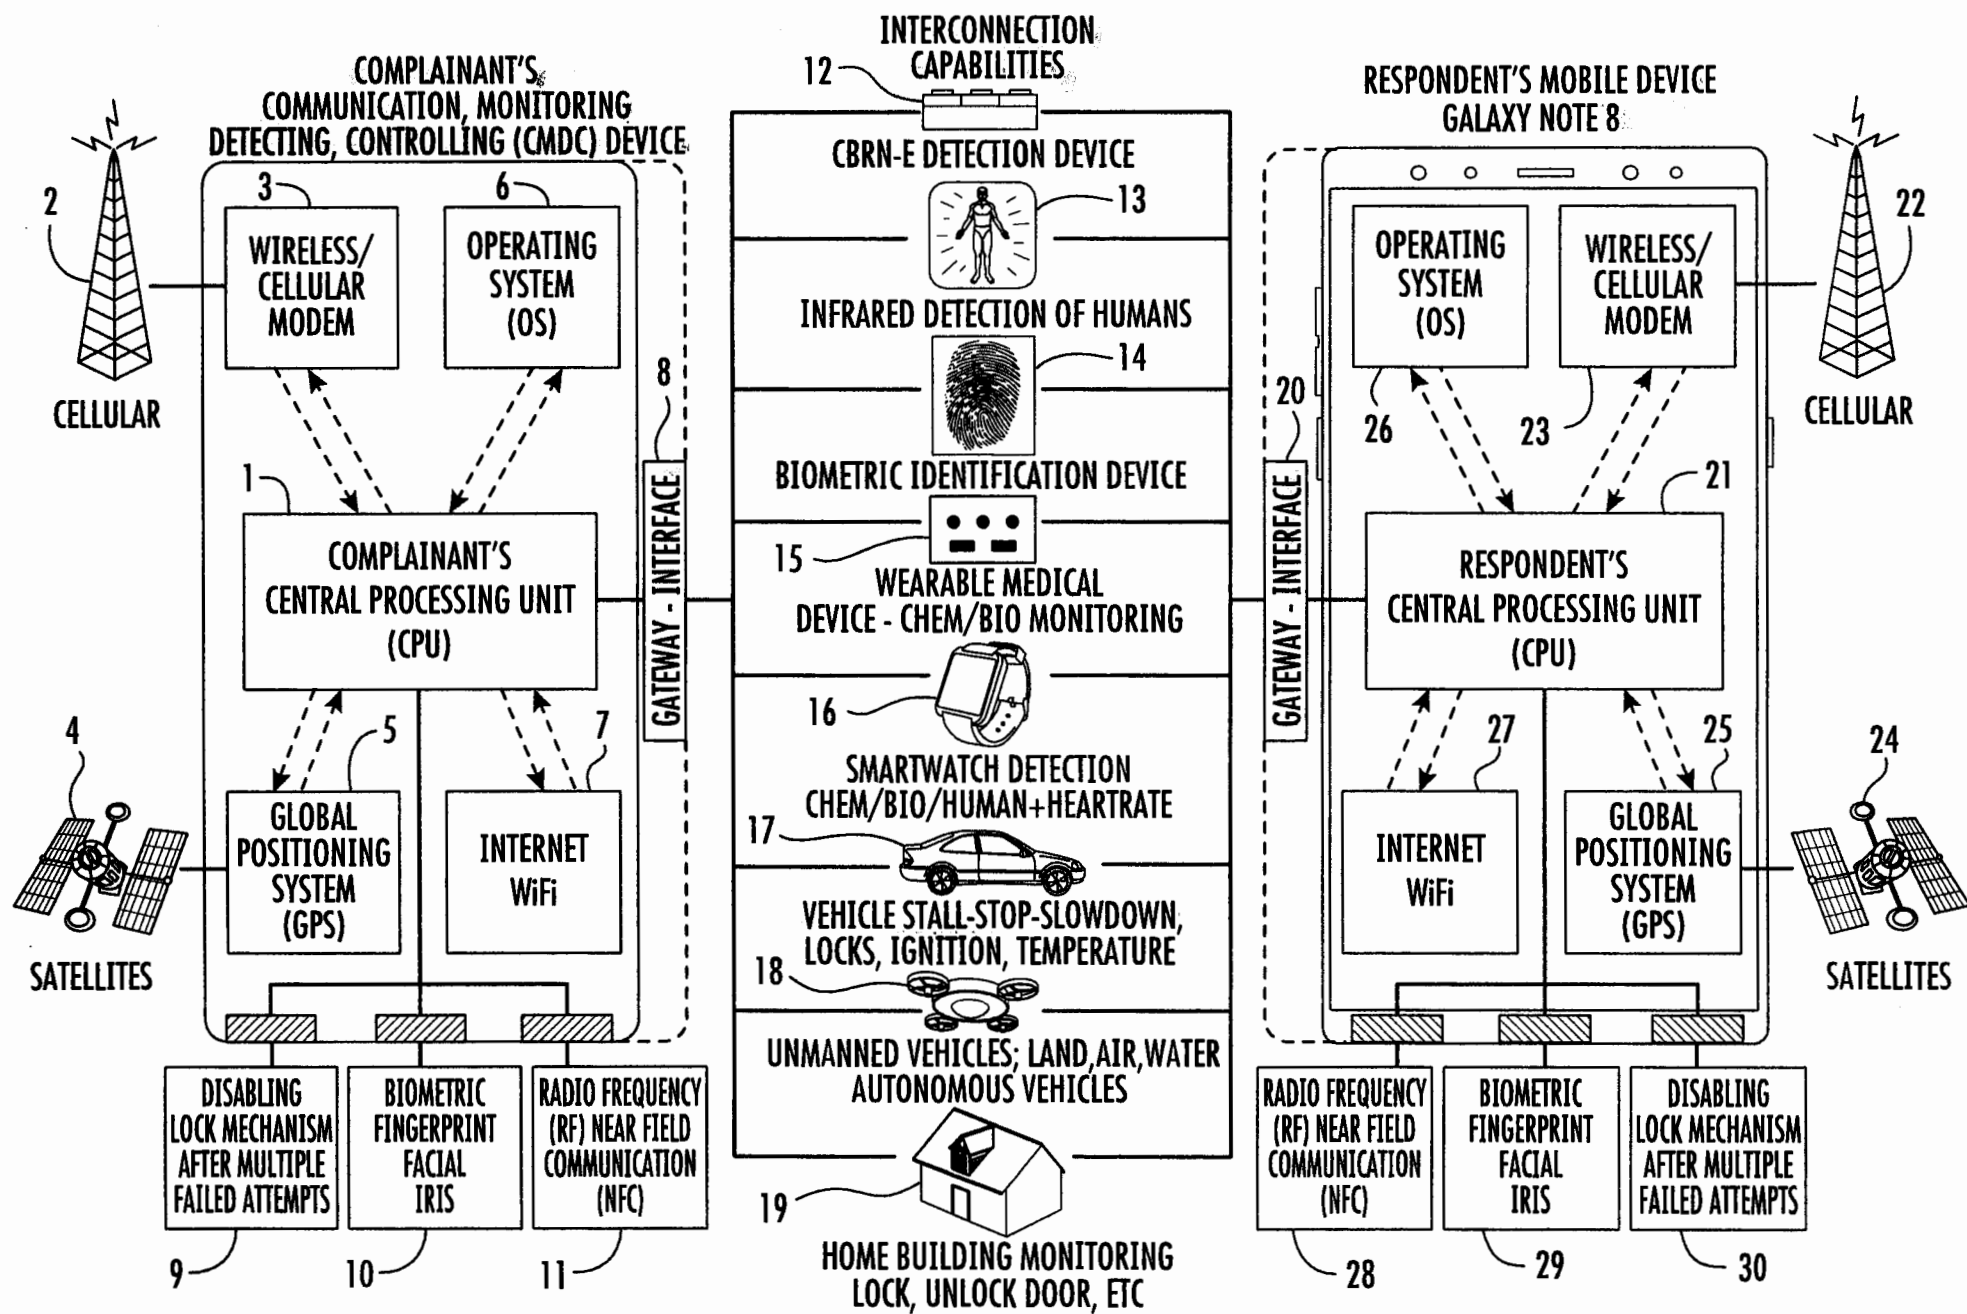 COMPLAINANT'S
COMMUNICATION, MONITORING
DETECTING, CONTROLLING (CMDC) DEVICE
2
CELLULAR
3
WIRELESS/
CELLULAR
MODEM
6
OPERATING
SYSTEM
(OS)
8
GATEWAY - INTERFACE
1
COMPLAINANT'S
CENTRAL PROCESSING UNIT
(CPU)
4
SATELLITES
5
GLOBAL
POSITIONING
SYSTEM
(GPS)
7
INTERNET
WiFi
DISABLING
LOCK MECHANISM
AFTER MULTIPLE
FAILED ATTEMPTS
9
BIOMETRIC
FINGERPRINT
FACIAL
IRIS
10
RADIO FREQUENCY
(RF) NEAR FIELD
COMMUNICATION
(NFC)
11
INTERCONNECTION
CAPABILITIES
12
CBRN-E DETECTION DEVICE
13
INFRARED DETECTION OF HUMANS
14
BIOMETRIC IDENTIFICATION DEVICE
15
WEARABLE MEDICAL
DEVICE - CHEM/BIO MONITORING
16
SMARTWATCH DETECTION
CHEM/BIO/HUMAN+HEARTRATE
17
VEHICLE STALL-STOP-SLOWDOWN,
LOCKS, IGNITION, TEMPERATURE
18
UNMANNED VEHICLES; LAND,AIR,WATER
AUTONOMOUS VEHICLES
19
HOME BUILDING MONITORING
LOCK, UNLOCK DOOR, ETC
RESPONDENT'S MOBILE DEVICE
GALAXY NOTE 8
20
GATEWAY - INTERFACE
OPERATING
SYSTEM
(OS)
26
WIRELESS/
CELLULAR
MODEM
23
22
CELLULAR
21
RESPONDENT'S
CENTRAL PROCESSING UNIT
(CPU)
27
INTERNET
WiFi
25
GLOBAL
POSITIONING
SYSTEM
(GPS)
24
SATELLITES
RADIO FREQUENCY
(RF) NEAR FIELD
COMMUNICATION
(NFC)
28
BIOMETRIC
FINGERPRINT
FACIAL
IRIS
29
DISABLING
LOCK MECHANISM
AFTER MULTIPLE
FAILED ATTEMPTS
30